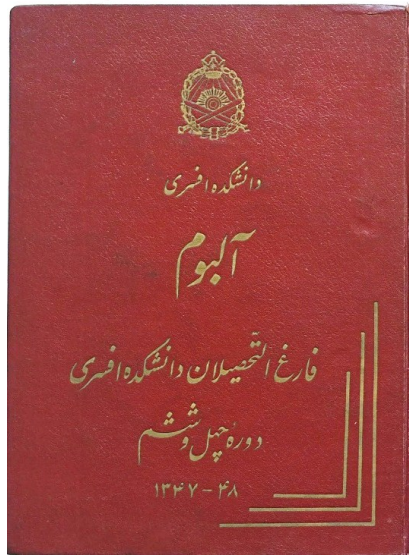 دانشکده افسری
آلبوم
فارغ التحصیلان دانشکده افسری
دورهٔ چهل و ششم
۱۳۴۷-۴۸